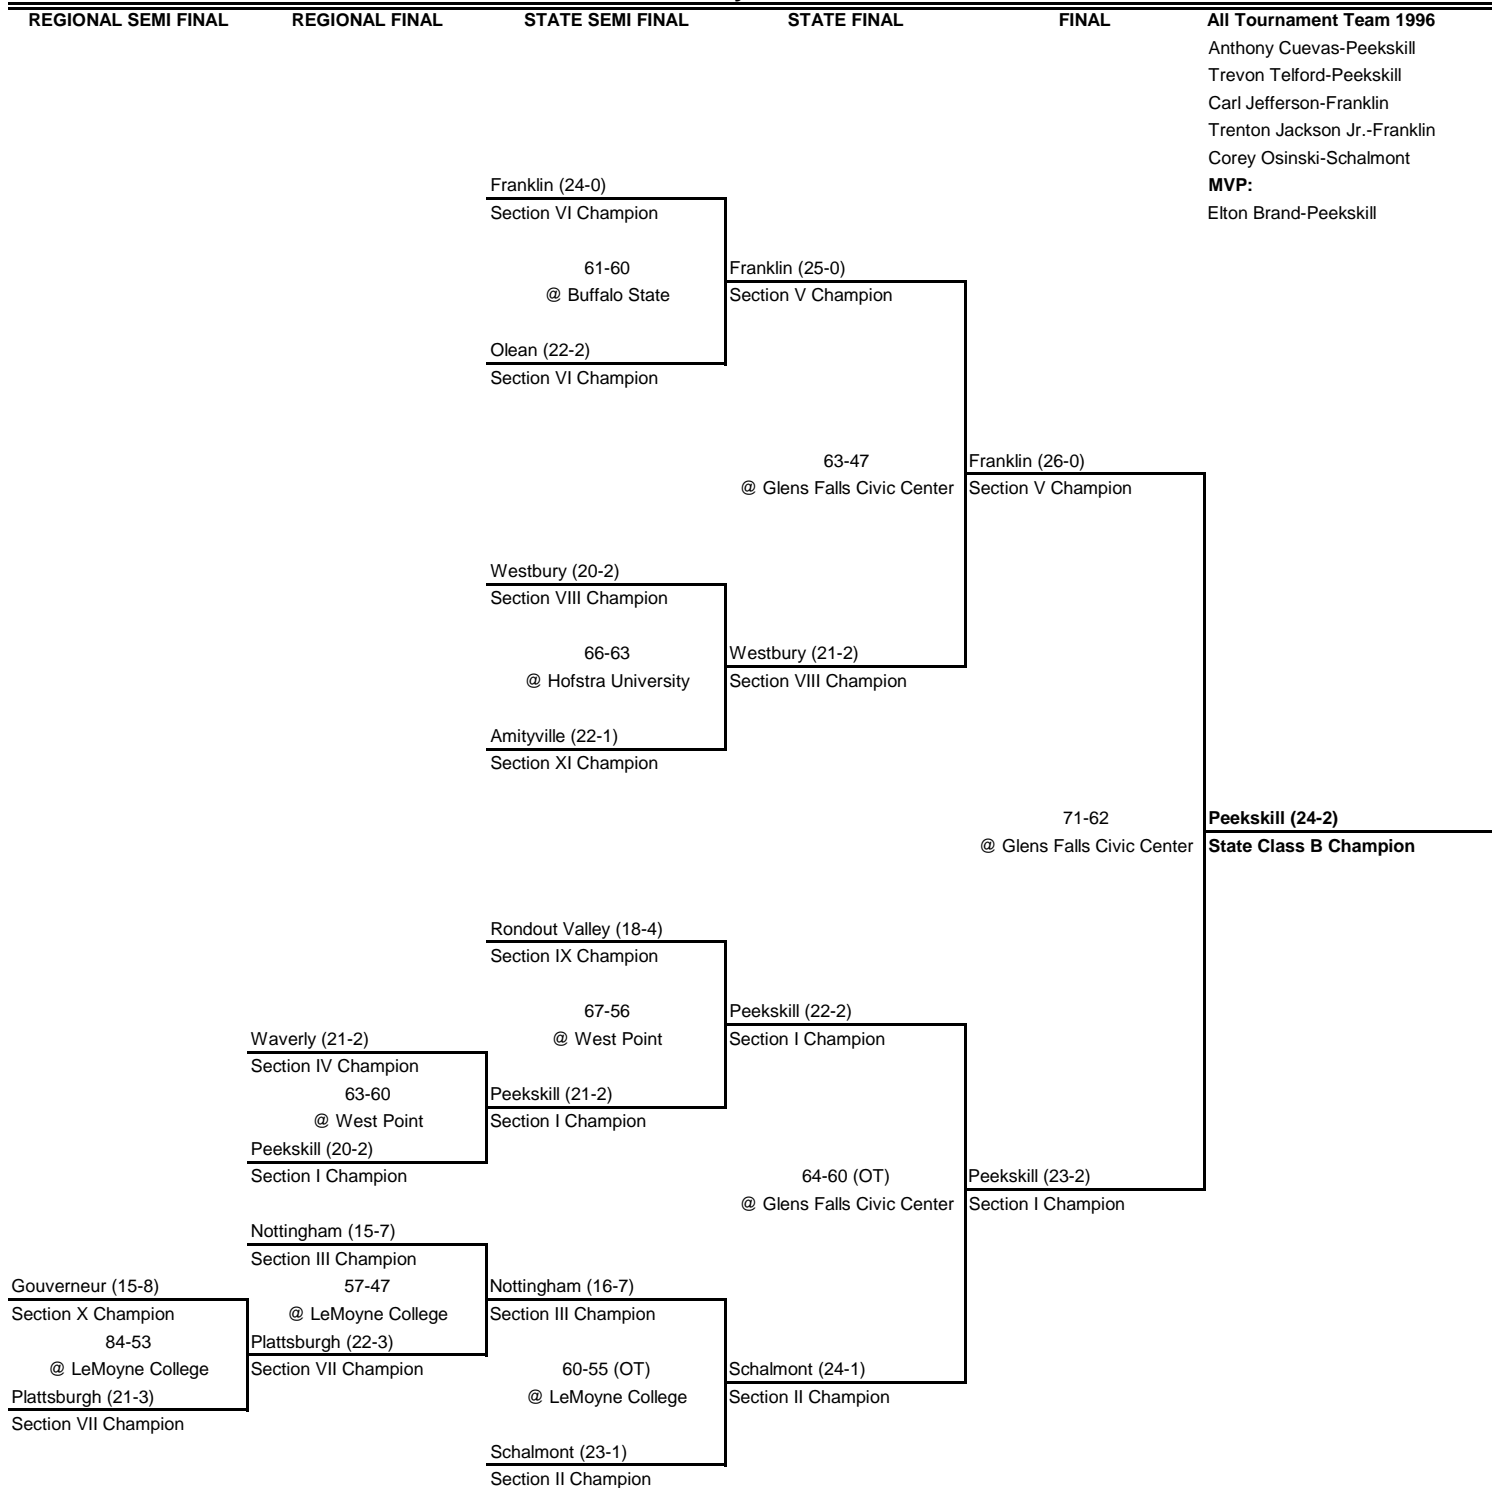 REGIONAL SEMI FINAL REGIONAL FINAL STATE SEMI FINAL STATE FINAL FINAL All Tournament Team 1996
Anthony Cuevas-Peekskill
Trevon Telford-Peekskill
Carl Jefferson-Franklin
Trenton Jackson Jr.-Franklin
Corey Osinski-Schalmont
Franklin (24-0) MVP:
Section VI Champion Elton Brand-Peekskill
61-60 Franklin (25-0)
@ Buffalo State Section V Champion
Olean (22-2)
Section VI Champion
63-47 Franklin (26-0)
@ Glens Falls Civic Center Section V Champion
Westbury (20-2)
Section VIII Champion
66-63 Westbury (21-2)
@ Hofstra University Section VIII Champion
Amityville (22-1)
Section XI Champion
71-62 Peekskill (24-2)
@ Glens Falls Civic Center State Class B Champion
Rondout Valley (18-4)
Section IX Champion
67-56 Peekskill (22-2)
Waverly (21-2) @ West Point Section I Champion
Section IV Champion
63-60 Peekskill (21-2)
@ West Point Section I Champion
Peekskill (20-2)
Section I Champion 64-60 (OT) Peekskill (23-2)
@ Glens Falls Civic Center Section I Champion
Nottingham (15-7)
Section III Champion
Gouverneur (15-8) 57-47 Nottingham (16-7)
Section X Champion @ LeMoyne College Section III Champion
84-53 Plattsburgh (22-3)
@ LeMoyne College Section VII Champion 60-55 (OT) Schalmont (24-1)
Plattsburgh (21-3) @ LeMoyne College Section II Champion
Section VII Champion
Schalmont (23-1)
Section II Champion